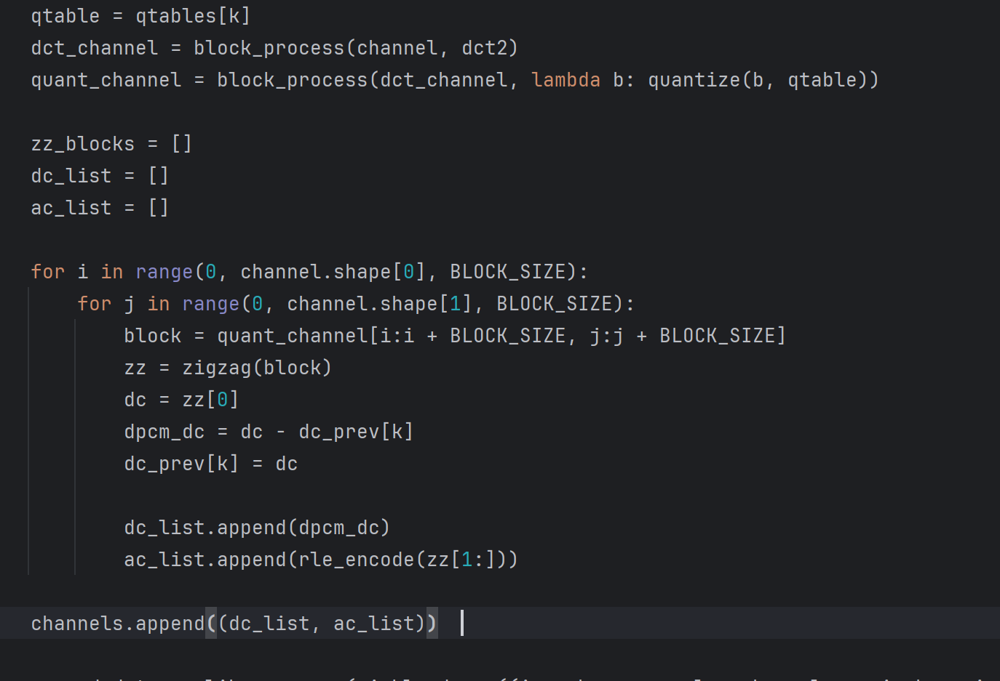 qtable = qtables[k]
dct_channel = block_process(channel, dct2)
quant_channel = block_process(dct_channel, lambda b: quantize(b, qtable))
zz_blocks = []
dc_list = []
ac_list = []
for i in range(0, channel.shape[0], BLOCK_SIZE):
    for j in range(0, channel.shape[1], BLOCK_SIZE):
        block = quant_channel[i:i + BLOCK_SIZE, j:j + BLOCK_SIZE]
        zz = zigzag(block)
        dc = zz[0]
        dpcm_dc = dc - dc_prev[k]
        dc_prev[k] = dc
        dc_list.append(dpcm_dc)
        ac_list.append(rle_encode(zz[1:]))
channels.append((dc_list, ac_list))